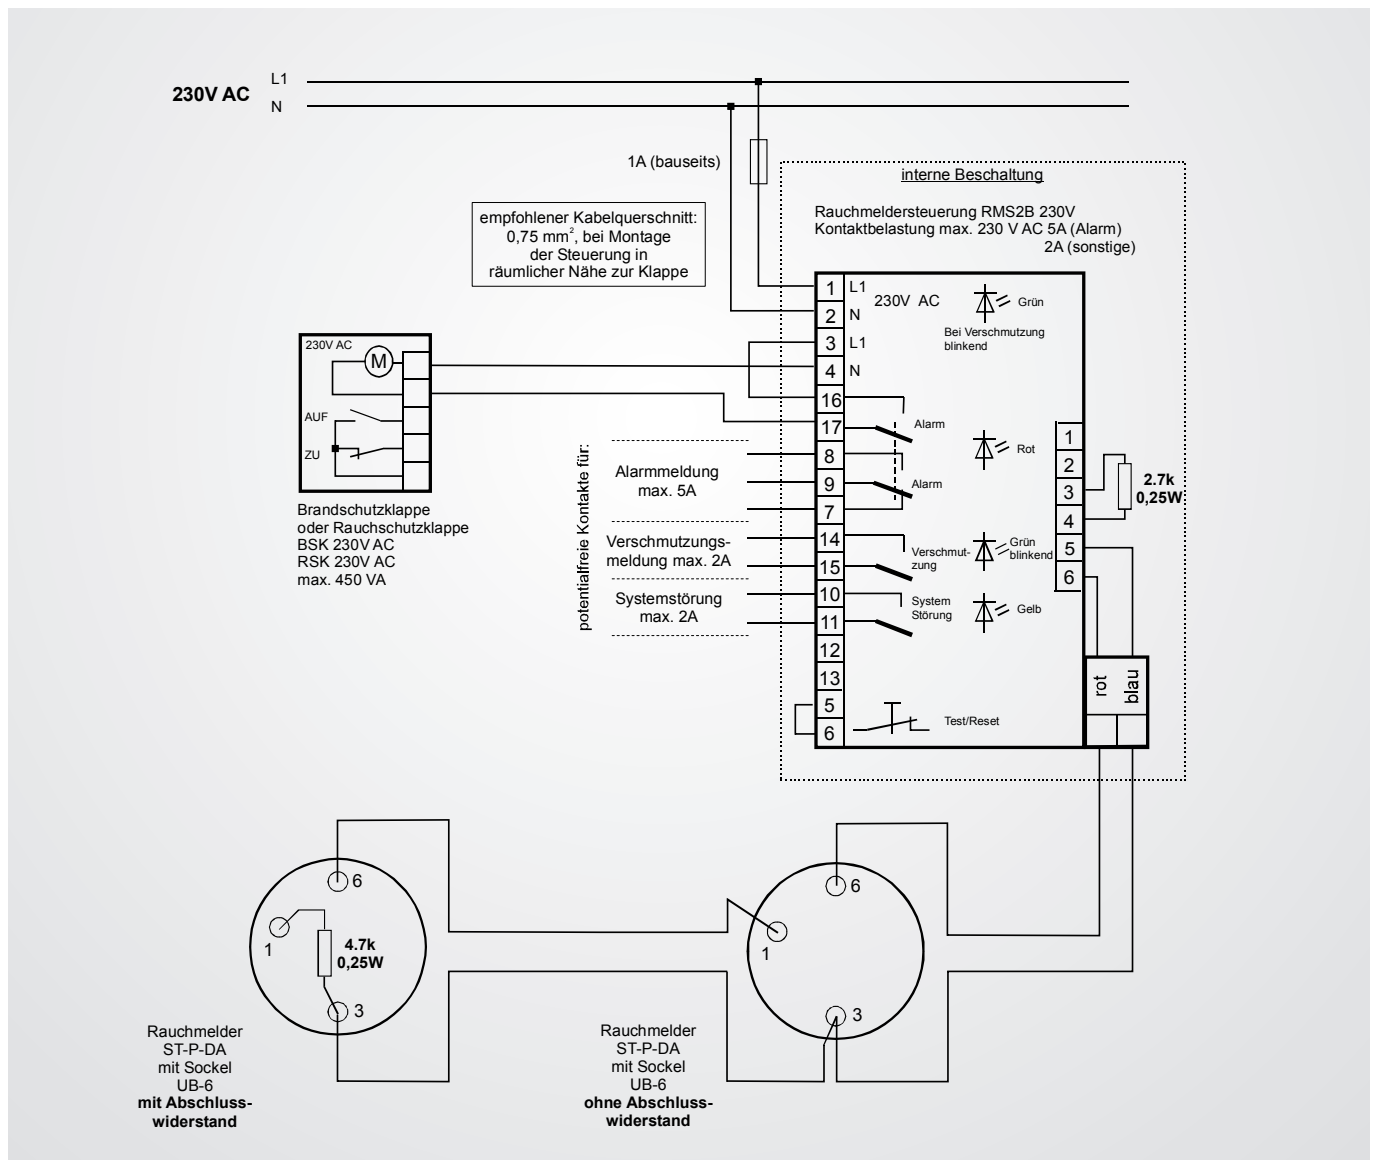 L1
230V AC
N
1A (bauseits)
interne Beschaltung
Rauchmeldersteuerung RMS2B 230V
Kontaktbelastung max. 230 V AC 5A (Alarm)
2A (sonstige)
empfohlener Kabelquerschnitt:
0,75 mm², bei Montage
der Steuerung in
räumlicher Nähe zur Klappe
1 L1
2 N
3 L1
4 N
16
17
8
9
7
14
15
10
11
12
13
5
6
230V AC
Grün
Bei Verschmutzung
blinkend
Alarm
Rot
Alarm
Verschmut-
zung
Grün
blinkend
System
Störung
Gelb
Test/Reset
1
2
3
4
5
6
2.7k
0,25W
rot
blau
230V AC
M
AUF
ZU
Brandschutzklappe
oder Rauchschutzklappe
BSK 230V AC
RSK 230V AC
max. 450 VA
potentialfreie Kontakte für:
Alarmmeldung
max. 5A
Verschmutzungs-
meldung max. 2A
Systemstörung
max. 2A
6
1
4.7k
0,25W
3
Rauchmelder
ST-P-DA
mit Sockel
UB-6
mit Abschluss-
widerstand
6
1
3
Rauchmelder
ST-P-DA
mit Sockel
UB-6
ohne Abschluss-
widerstand